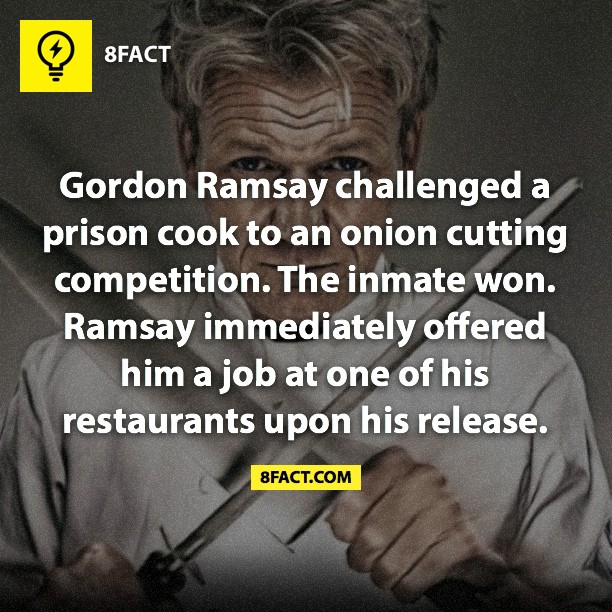 8FACT
Gordon Ramsay challenged a
prison cook to an onion cutting
competition. The inmate won.
Ramsay immediately offered
him a job at one of his
restaurants upon his release.
8FACT.COM